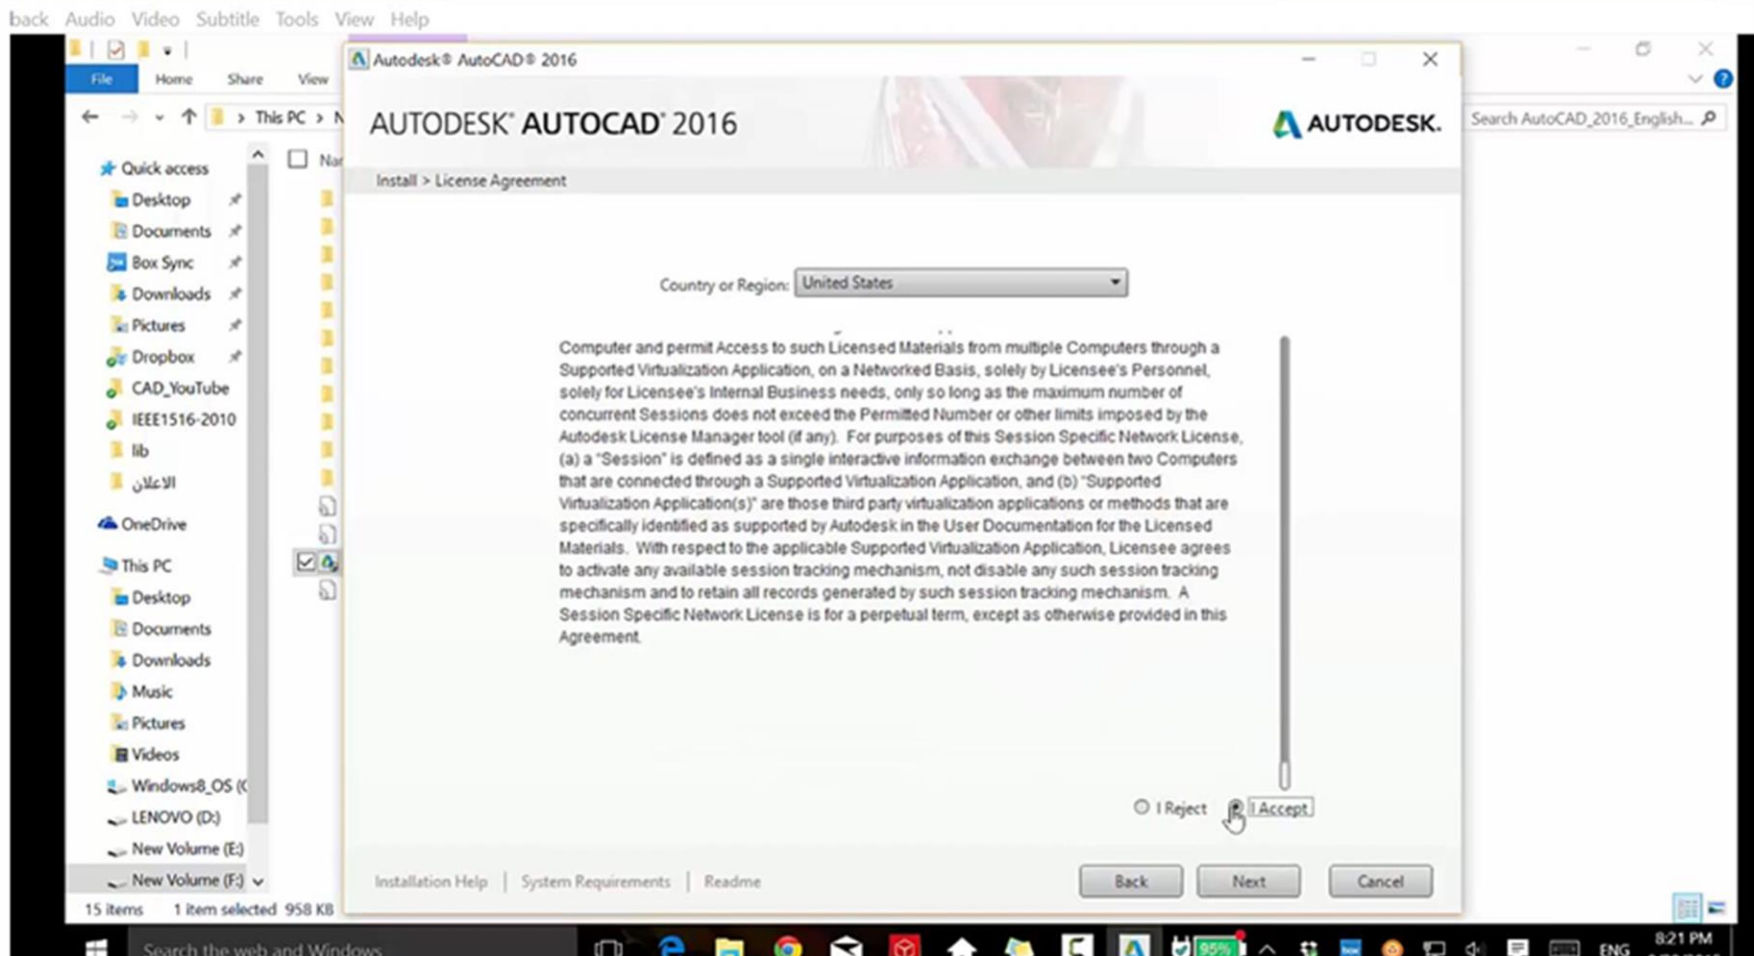 back Audio Video Subtitle Tools View Help
Autodesk® AutoCAD® 2016
File Home Share View
This PC
Search AutoCAD_2016_English...
AUTODESK® AUTOCAD® 2016
AUTODESK.
Install > License Agreement
Quick access
Desktop
Documents
Box Sync
Downloads
Pictures
Dropbox
CAD_YouTube
IEEE1516-2010
lib
الاعلان
OneDrive
This PC
Desktop
Documents
Downloads
Music
Pictures
Videos
Windows8_OS (C
LENOVO (D:)
New Volume (E:)
New Volume (F:)
15 items 1 item selected 958 KB
Country or Region: United States
Computer and permit Access to such Licensed Materials from multiple Computers through a
Supported Virtualization Application, on a Networked Basis, solely by Licensee's Personnel,
solely for Licensee's Internal Business needs, only so long as the maximum number of
concurrent Sessions does not exceed the Permitted Number or other limits imposed by the
Autodesk License Manager tool (if any). For purposes of this Session Specific Network License,
(a) a "Session" is defined as a single interactive information exchange between two Computers
that are connected through a Supported Virtualization Application, and (b) "Supported
Virtualization Application(s)" are those third party virtualization applications or methods that are
specifically identified as supported by Autodesk in the User Documentation for the Licensed
Materials. With respect to the applicable Supported Virtualization Application, Licensee agrees
to activate any available session tracking mechanism, not disable any such session tracking
mechanism and to retain all records generated by such session tracking mechanism. A
Session Specific Network License is for a perpetual term, except as otherwise provided in this
Agreement.
I Reject I Accept
Installation Help | System Requirements | Readme
Back Next Cancel
Search the web and Windows
95%
ENG
8:21 PM